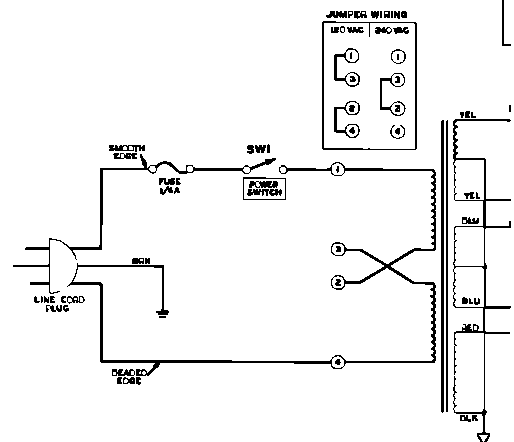 JUMPER WIRING
120 VAC 240 VAC
1 1
3 3
2 2
4 4
YEL
SMOOTH
EDGE
SW1
FUSE
1/4A
POWER
SWITCH
1
YEL
BLU
3
GRN
2
LINE CORD
PLUG
BLU
RED
4
BEADED
EDGE
BLK